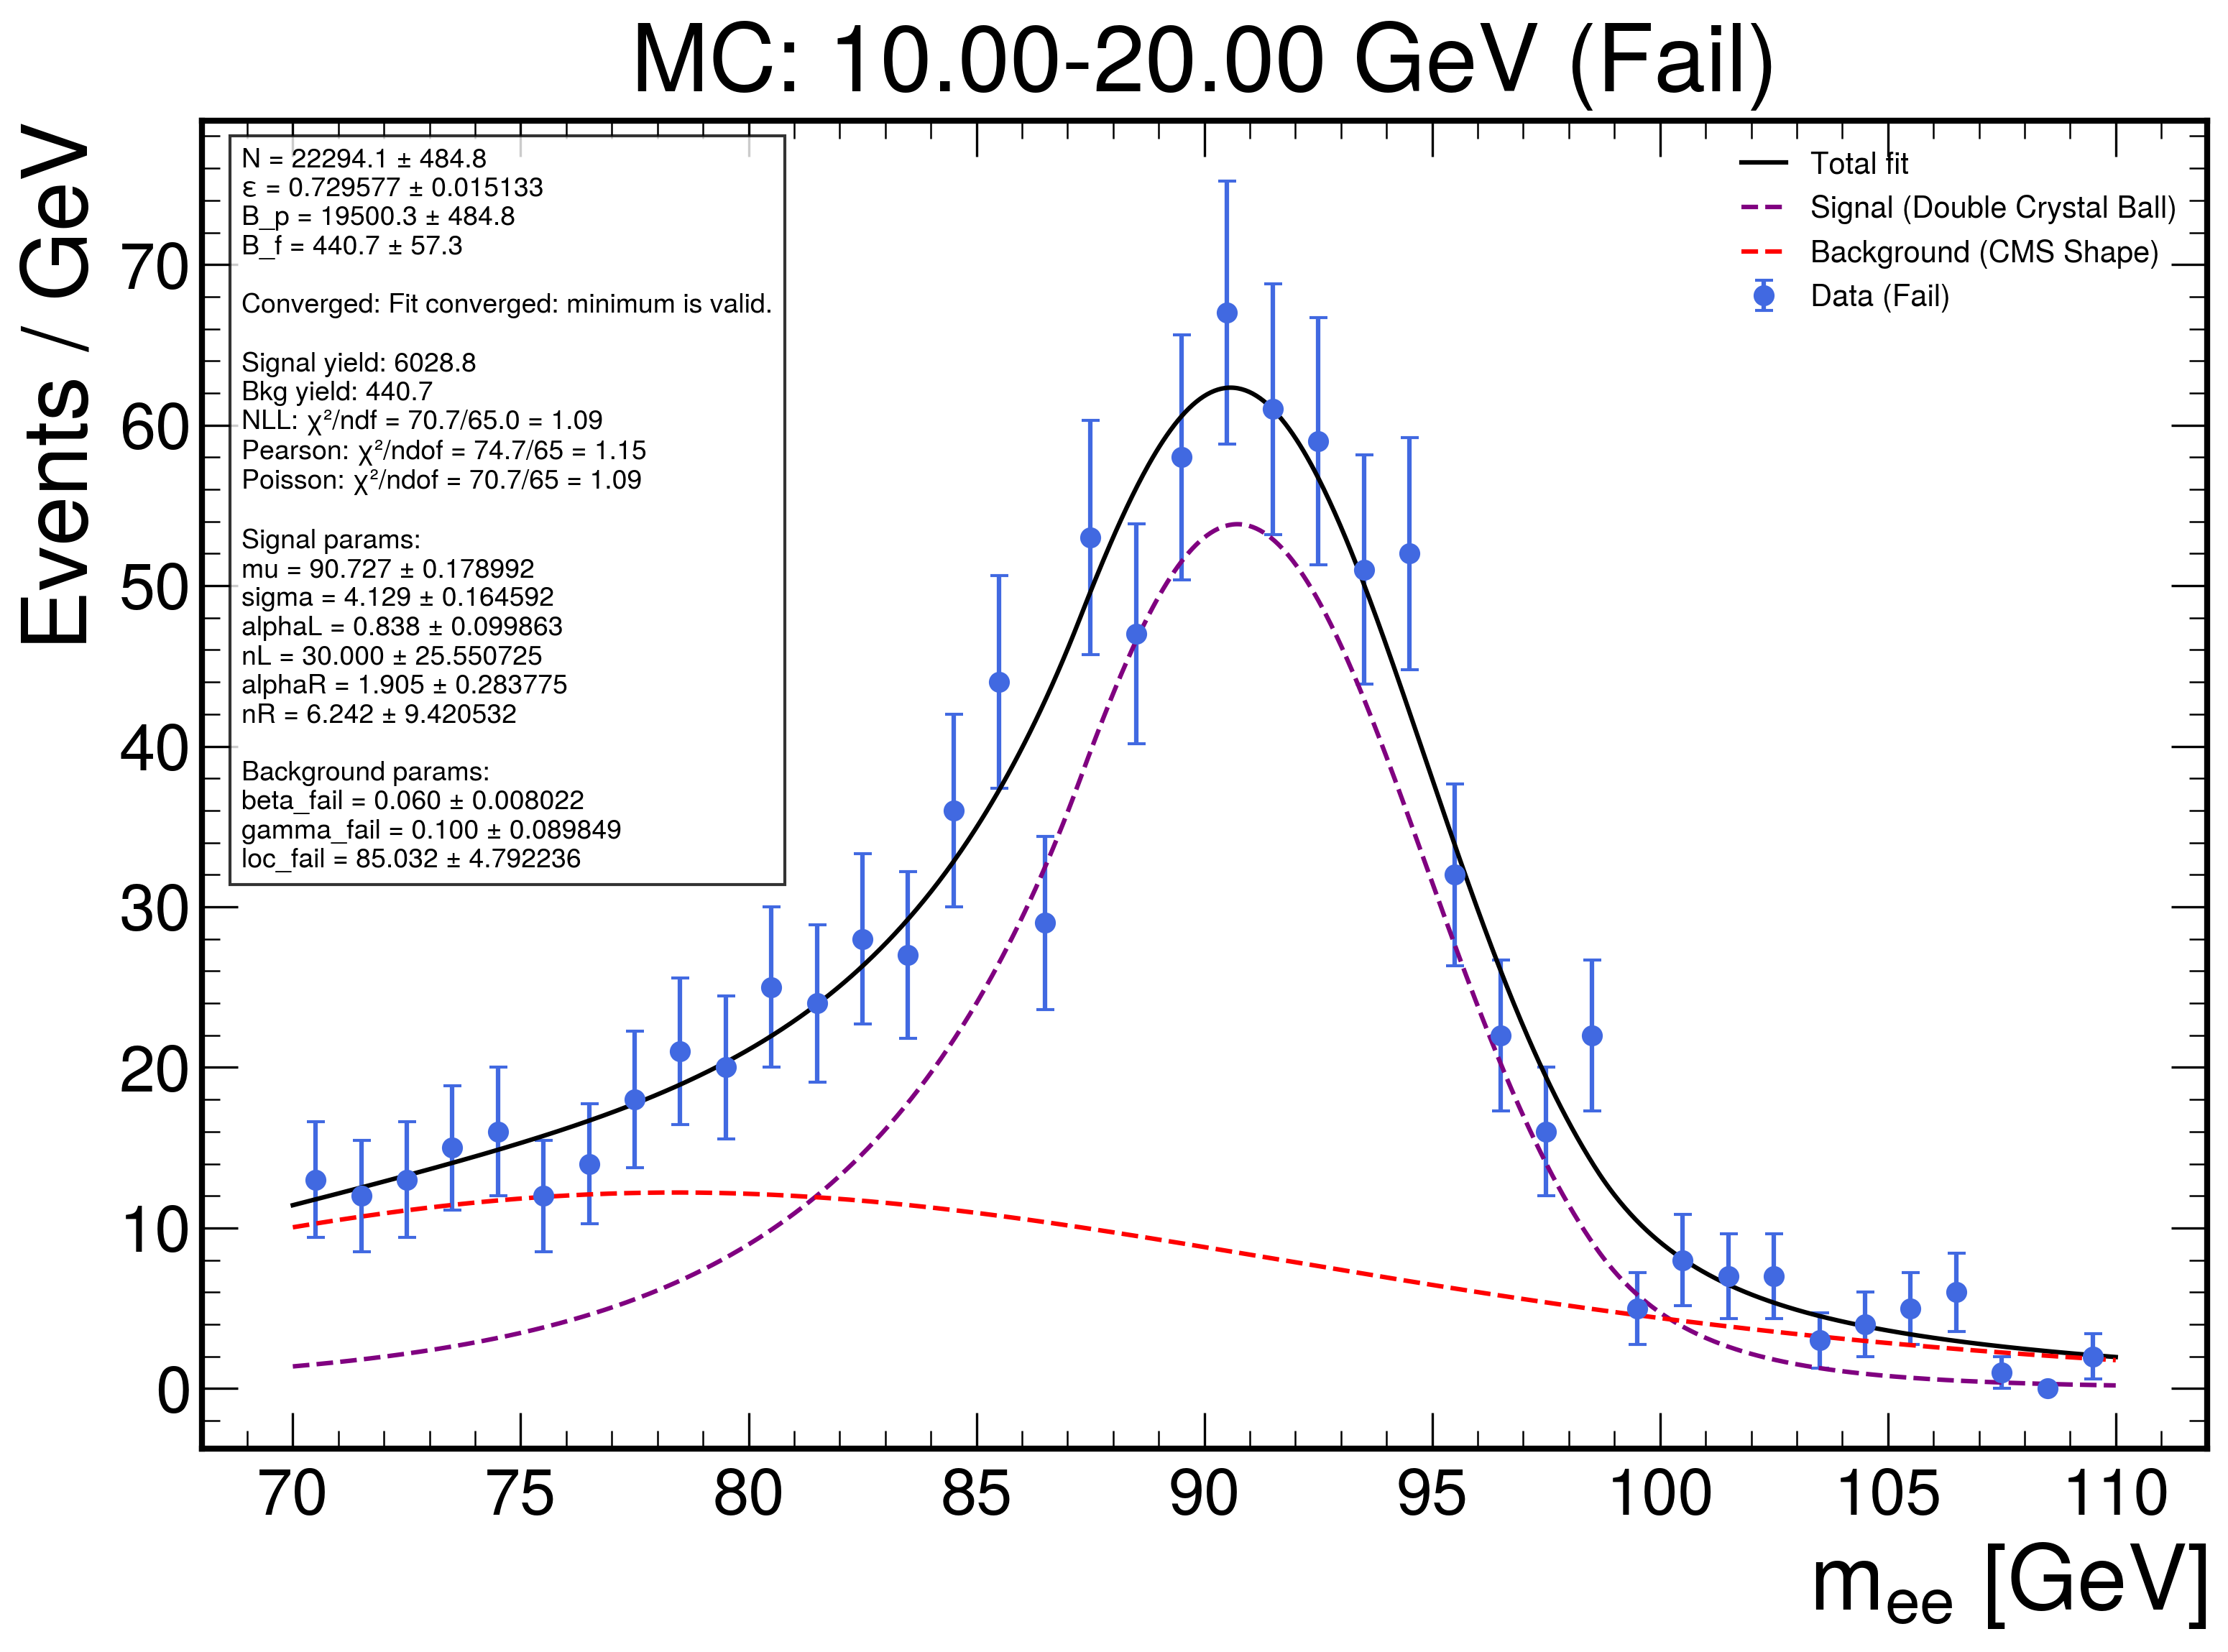 MC: 10.00-20.00 GeV (Fail)
Events / GeV
N = 22294.1 ± 484.8
ε = 0.729577 ± 0.015133
B_p = 19500.3 ± 484.8
B_f = 440.7 ± 57.3
Converged: Fit converged: minimum is valid.
Signal yield: 6028.8
Bkg yield: 440.7
NLL: χ²/ndf = 70.7/65.0 = 1.09
Pearson: χ²/ndof = 74.7/65 = 1.15
Poisson: χ²/ndof = 70.7/65 = 1.09
Signal params:
mu = 90.727 ± 0.178992
sigma = 4.129 ± 0.164592
alphaL = 0.838 ± 0.099863
nL = 30.000 ± 25.550725
alphaR = 1.905 ± 0.283775
nR = 6.242 ± 9.420532
Background params:
beta_fail = 0.060 ± 0.008022
gamma_fail = 0.100 ± 0.089849
loc_fail = 85.032 ± 4.792236
Total fit
Signal (Double Crystal Ball)
Background (CMS Shape)
Data (Fail)
70
60
50
40
30
20
10
0
70 75 80 85 90 95 100 105 110
m_ee [GeV]